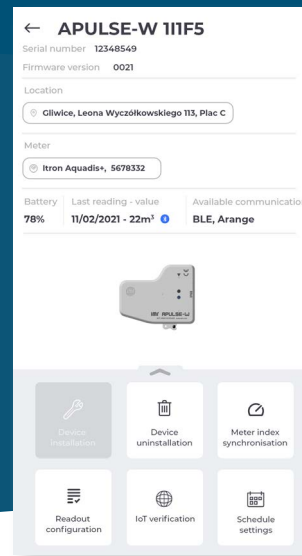 ← APULSE-W 1I1F5
Serial number 12348549
Firmware version 0021
Location
Gliwice, Leona Wyczółkowskiego 113, Plac C
Meter
Itron Aquadis+, 5678332
Battery Last reading - value Available communicatio
78% 11/02/2021 - 22m³ BLE, Arange
APULSE-W
Device installation
Device uninstallation
Meter index synchronisation
Readout configuration
IoT verification
Schedule settings